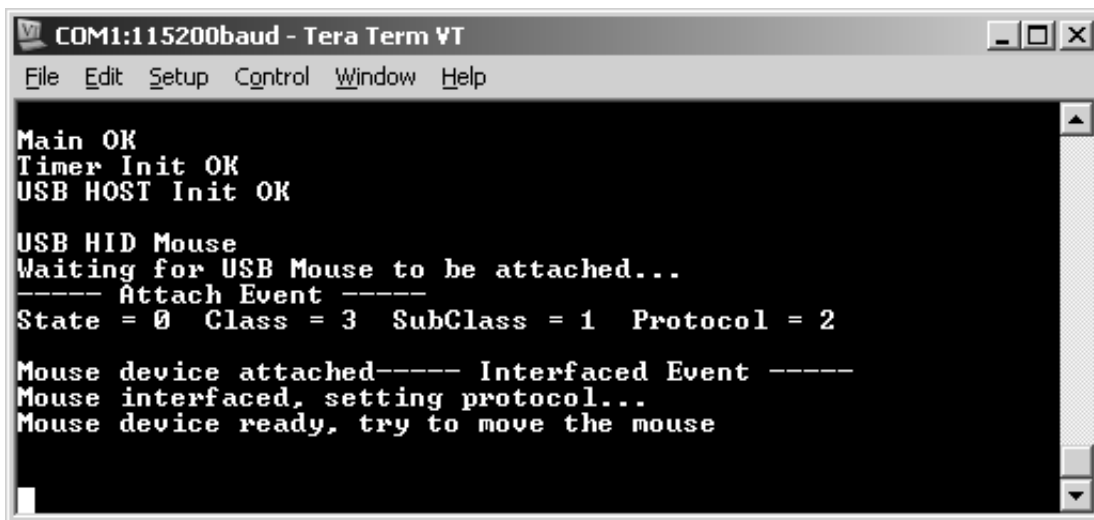 COM1:115200baud - Tera Term VT
File Edit Setup Control Window Help
Main OK
Timer Init OK
USB HOST Init OK
USB HID Mouse
Waiting for USB Mouse to be attached...
----- Attach Event -----
State = 0  Class = 3  SubClass = 1  Protocol = 2
Mouse device attached----- Interfaced Event -----
Mouse interfaced, setting protocol...
Mouse device ready, try to move the mouse